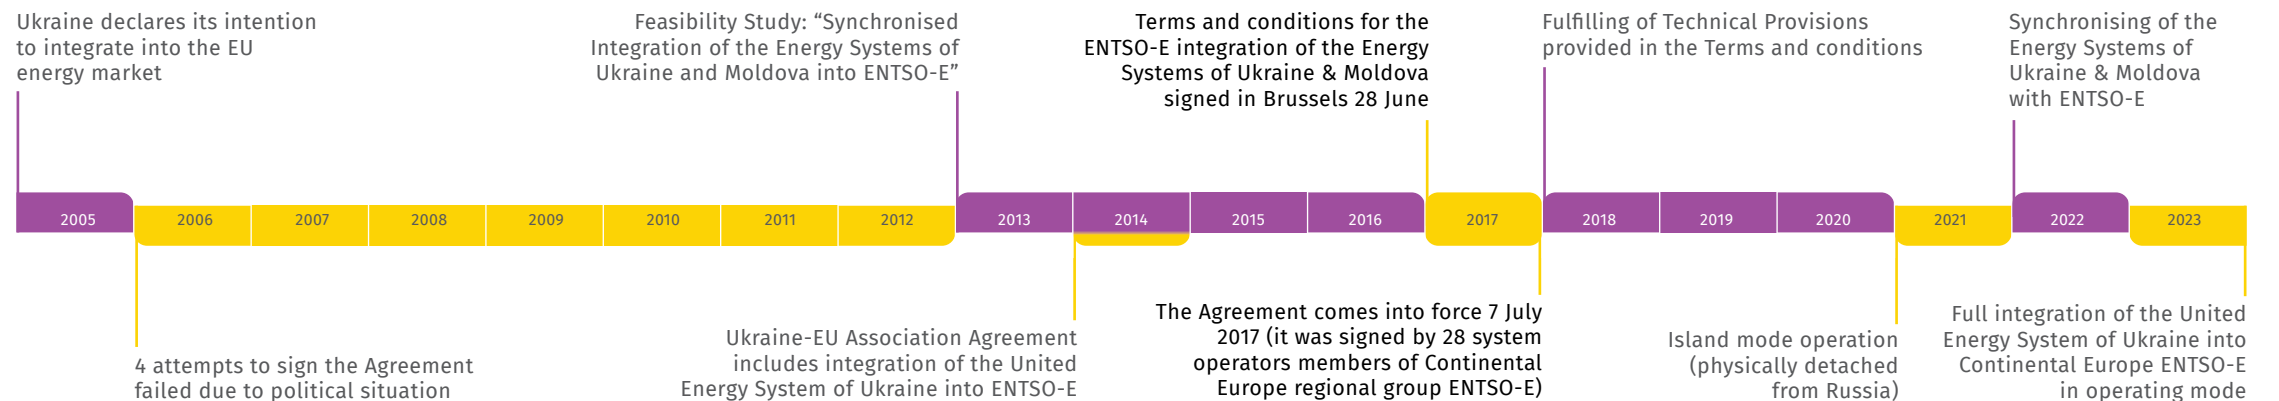 Ukraine declares its intention
to integrate into the EU
energy market
Feasibility Study: “Synchronised
Integration of the Energy Systems of
Ukraine and Moldova into ENTSO-E”
Terms and conditions for the
ENTSO-E integration of the Energy
Systems of Ukraine & Moldova
signed in Brussels 28 June
Fulfilling of Technical Provisions
provided in the Terms and conditions
Synchronising of the
Energy Systems of
Ukraine & Moldova
with ENTSO-E
2005 2006 2007 2008 2009 2010 2011 2012 2013 2014 2015 2016 2017 2018 2019 2020 2021 2022 2023
4 attempts to sign the Agreement
failed due to political situation
Ukraine-EU Association Agreement
includes integration of the United
Energy System of Ukraine into ENTSO-E
The Agreement comes into force 7 July
2017 (it was signed by 28 system
operators members of Continental
Europe regional group ENTSO-E)
Island mode operation
(physically detached
from Russia)
Full integration of the United
Energy System of Ukraine into
Continental Europe ENTSO-E
in operating mode